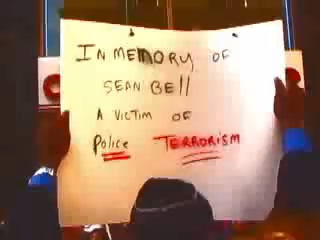 IN MEMORY OF
SEAN BEll
A VICTIM OF
Police TERRORISM